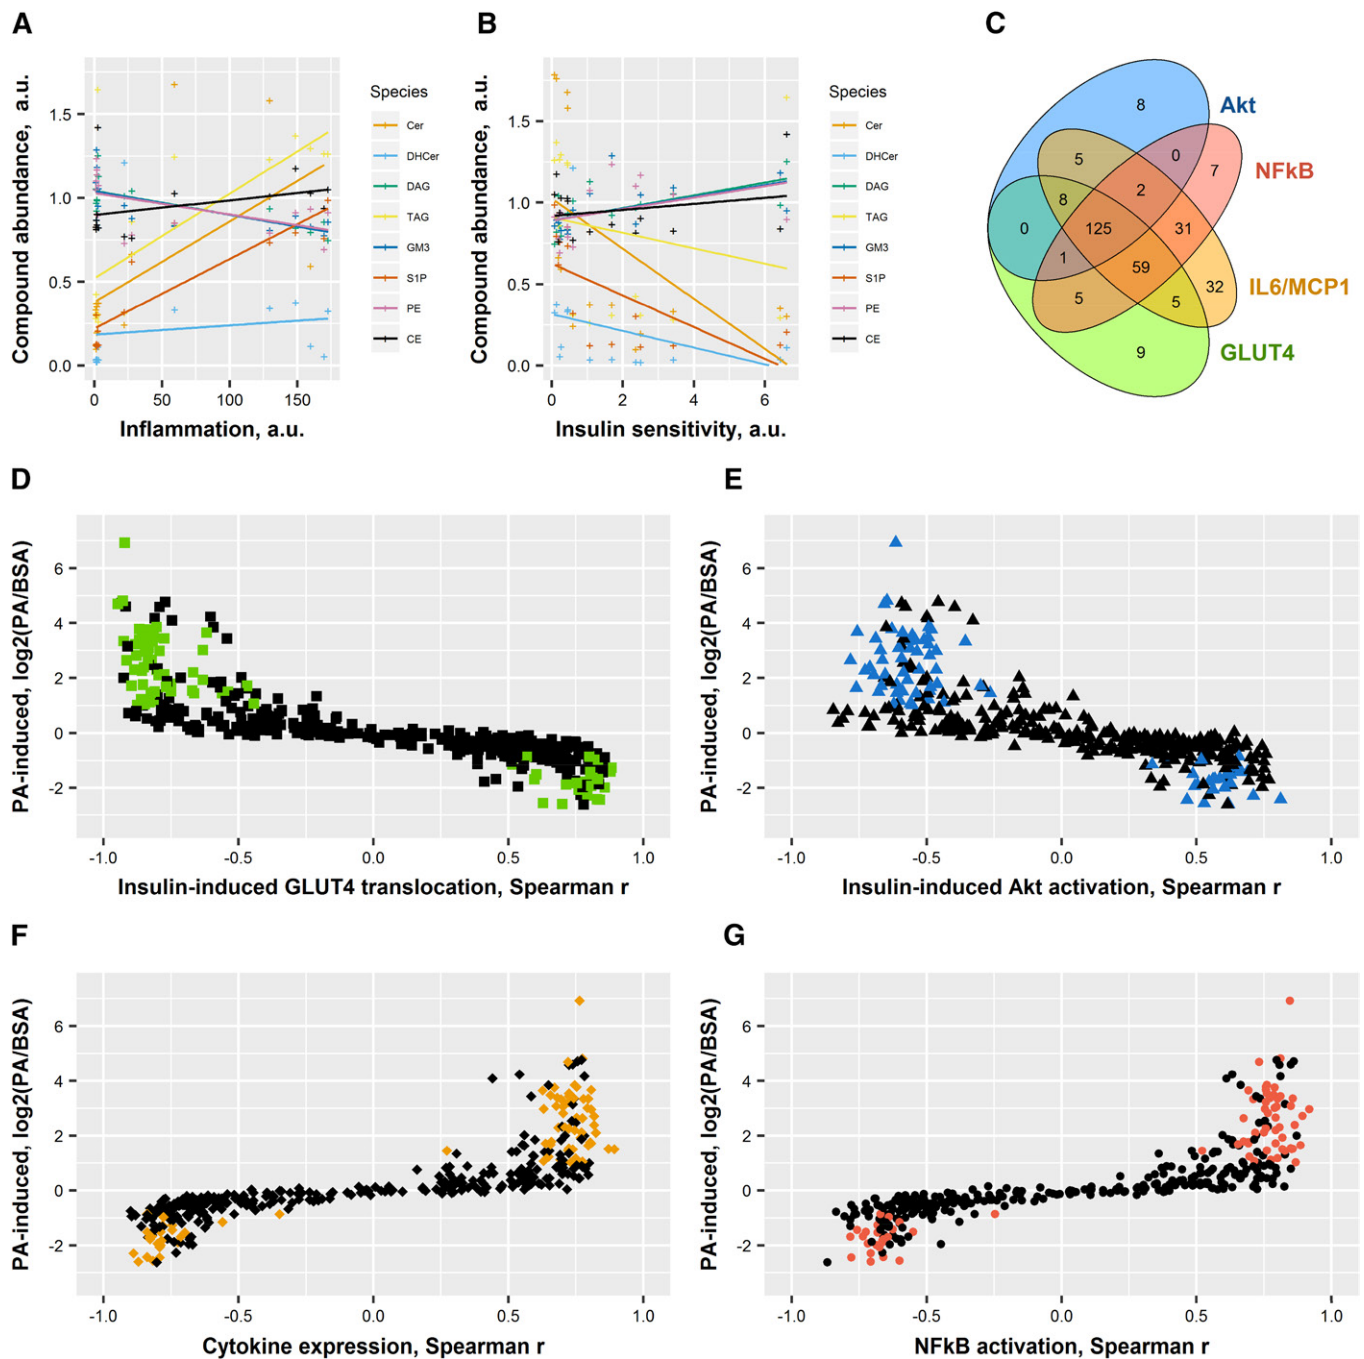 A
Compound abundance, a.u.
1.5
1.0
0.5
0.0
0 50 100 150
Inflammation, a.u.
Species
Cer
DHCer
DAG
TAG
GM3
S1P
PE
CE
B
Compound abundance, a.u.
1.5
1.0
0.5
0.0
0 2 4 6
Insulin sensitivity, a.u.
Species
Cer
DHCer
DAG
TAG
GM3
S1P
PE
CE
C
8
Akt
5 0 7
NFkB
2
8
0 125 31
1 59 32
IL6/MCP1
5 5
9
GLUT4
D
PA-induced, log2(PA/BSA)
6
4
2
0
-2
-1.0 -0.5 0.0 0.5 1.0
Insulin-induced GLUT4 translocation, Spearman r
E
PA-induced, log2(PA/BSA)
6
4
2
0
-2
-1.0 -0.5 0.0 0.5 1.0
Insulin-induced Akt activation, Spearman r
F
PA-induced, log2(PA/BSA)
6
4
2
0
-2
-1.0 -0.5 0.0 0.5 1.0
Cytokine expression, Spearman r
G
PA-induced, log2(PA/BSA)
6
4
2
0
-2
-1.0 -0.5 0.0 0.5 1.0
NFkB activation, Spearman r